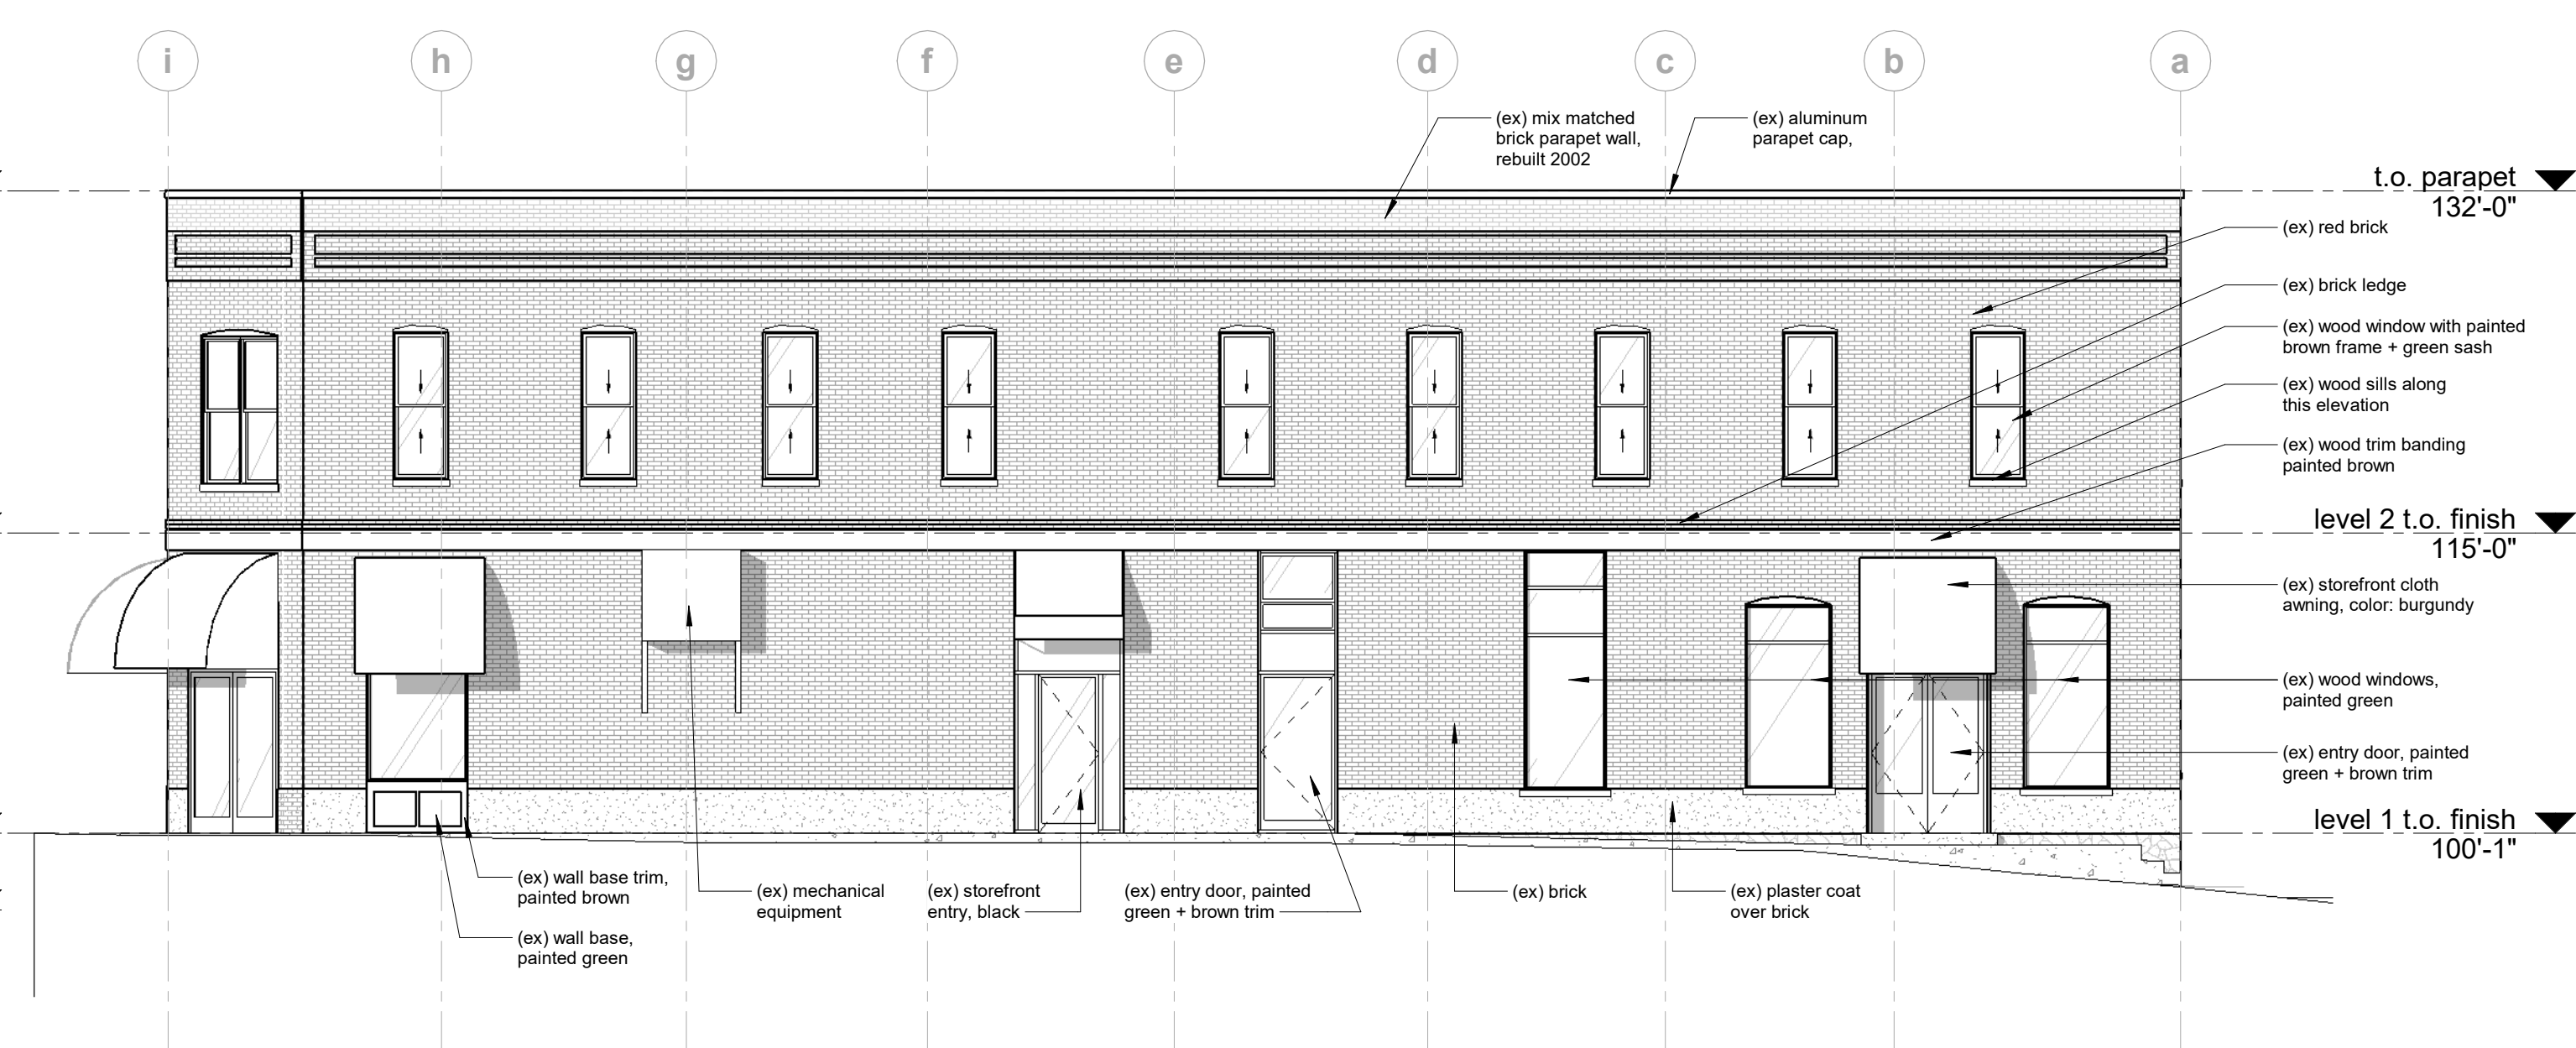 i
h
g
f
e
d
c
b
a
(ex) mix matched
brick parapet wall,
rebuilt 2002
(ex) aluminum
parapet cap,
t.o. parapet
132'-0"
(ex) red brick
(ex) brick ledge
(ex) wood window with painted
brown frame + green sash
(ex) wood sills along
this elevation
(ex) wood trim banding
painted brown
level 2 t.o. finish
115'-0"
(ex) storefront cloth
awning, color: burgundy
(ex) wood windows,
painted green
(ex) entry door, painted
green + brown trim
level 1 t.o. finish
100'-1"
(ex) wall base trim,
painted brown
(ex) wall base,
painted green
(ex) mechanical
equipment
(ex) storefront
entry, black
(ex) entry door, painted
green + brown trim
(ex) brick
(ex) plaster coat
over brick